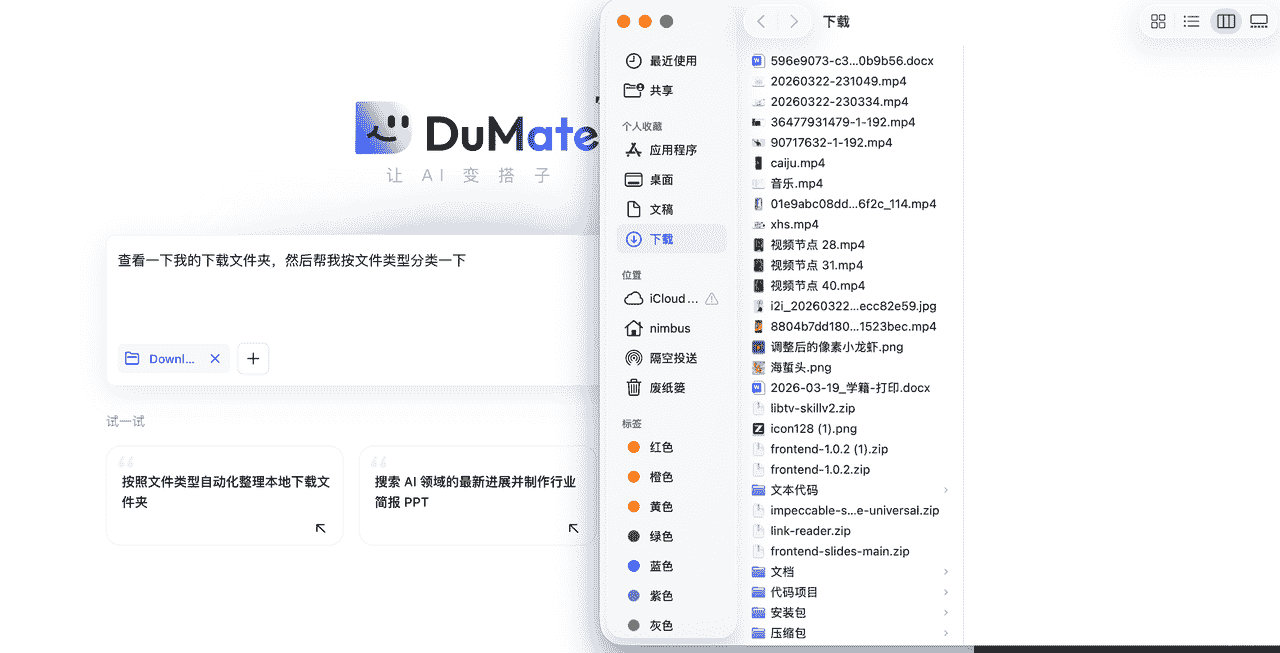 DuMate
让 AI 变 搭 子
查看一下我的下载文件夹，然后帮我按文件类型分类一下
Downl...
试一试
按照文件类型自动化整理本地下载文
件夹
搜索 AI 领域的最新进展并制作行业
简报 PPT
下载
最近使用
共享
个人收藏
应用程序
桌面
文稿
下载
位置
iCloud ...
nimbus
隔空投送
废纸篓
标签
红色
橙色
黄色
绿色
蓝色
紫色
灰色
596e9073-c3...0b9b56.docx
20260322-231049.mp4
20260322-230334.mp4
36477931479-1-192.mp4
90717632-1-192.mp4
caiju.mp4
音乐.mp4
01e9abc08dd...6f2c_114.mp4
xhs.mp4
视频节点 28.mp4
视频节点 31.mp4
视频节点 40.mp4
i2i_20260322...ecc82e59.jpg
8804b7dd180...1523bec.mp4
调整后的像素小龙虾.png
海蜇头.png
2026-03-19_学籍-打印.docx
libtv-skillv2.zip
icon128 (1).png
frontend-1.0.2 (1).zip
frontend-1.0.2.zip
文本代码
impeccable-s...e-universal.zip
link-reader.zip
frontend-slides-main.zip
文档
代码项目
安装包
压缩包